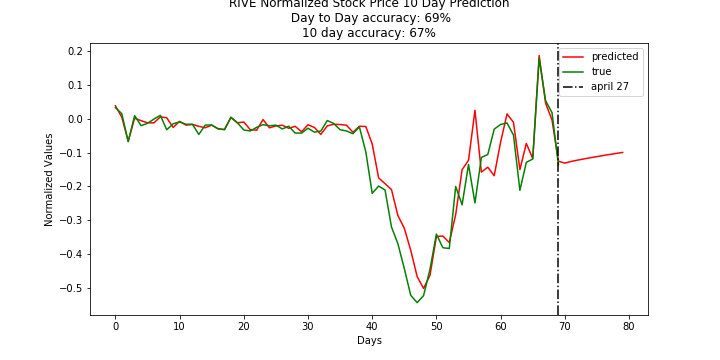 RIVE Normalized Stock Price 10 Day Prediction
Day to Day accuracy: 69%
10 day accuracy: 67%
predicted
true
april 27
Normalized Values
0.2
0.1
0.0
−0.1
−0.2
−0.3
−0.4
−0.5
0 10 20 30 40 50 60 70 80
Days